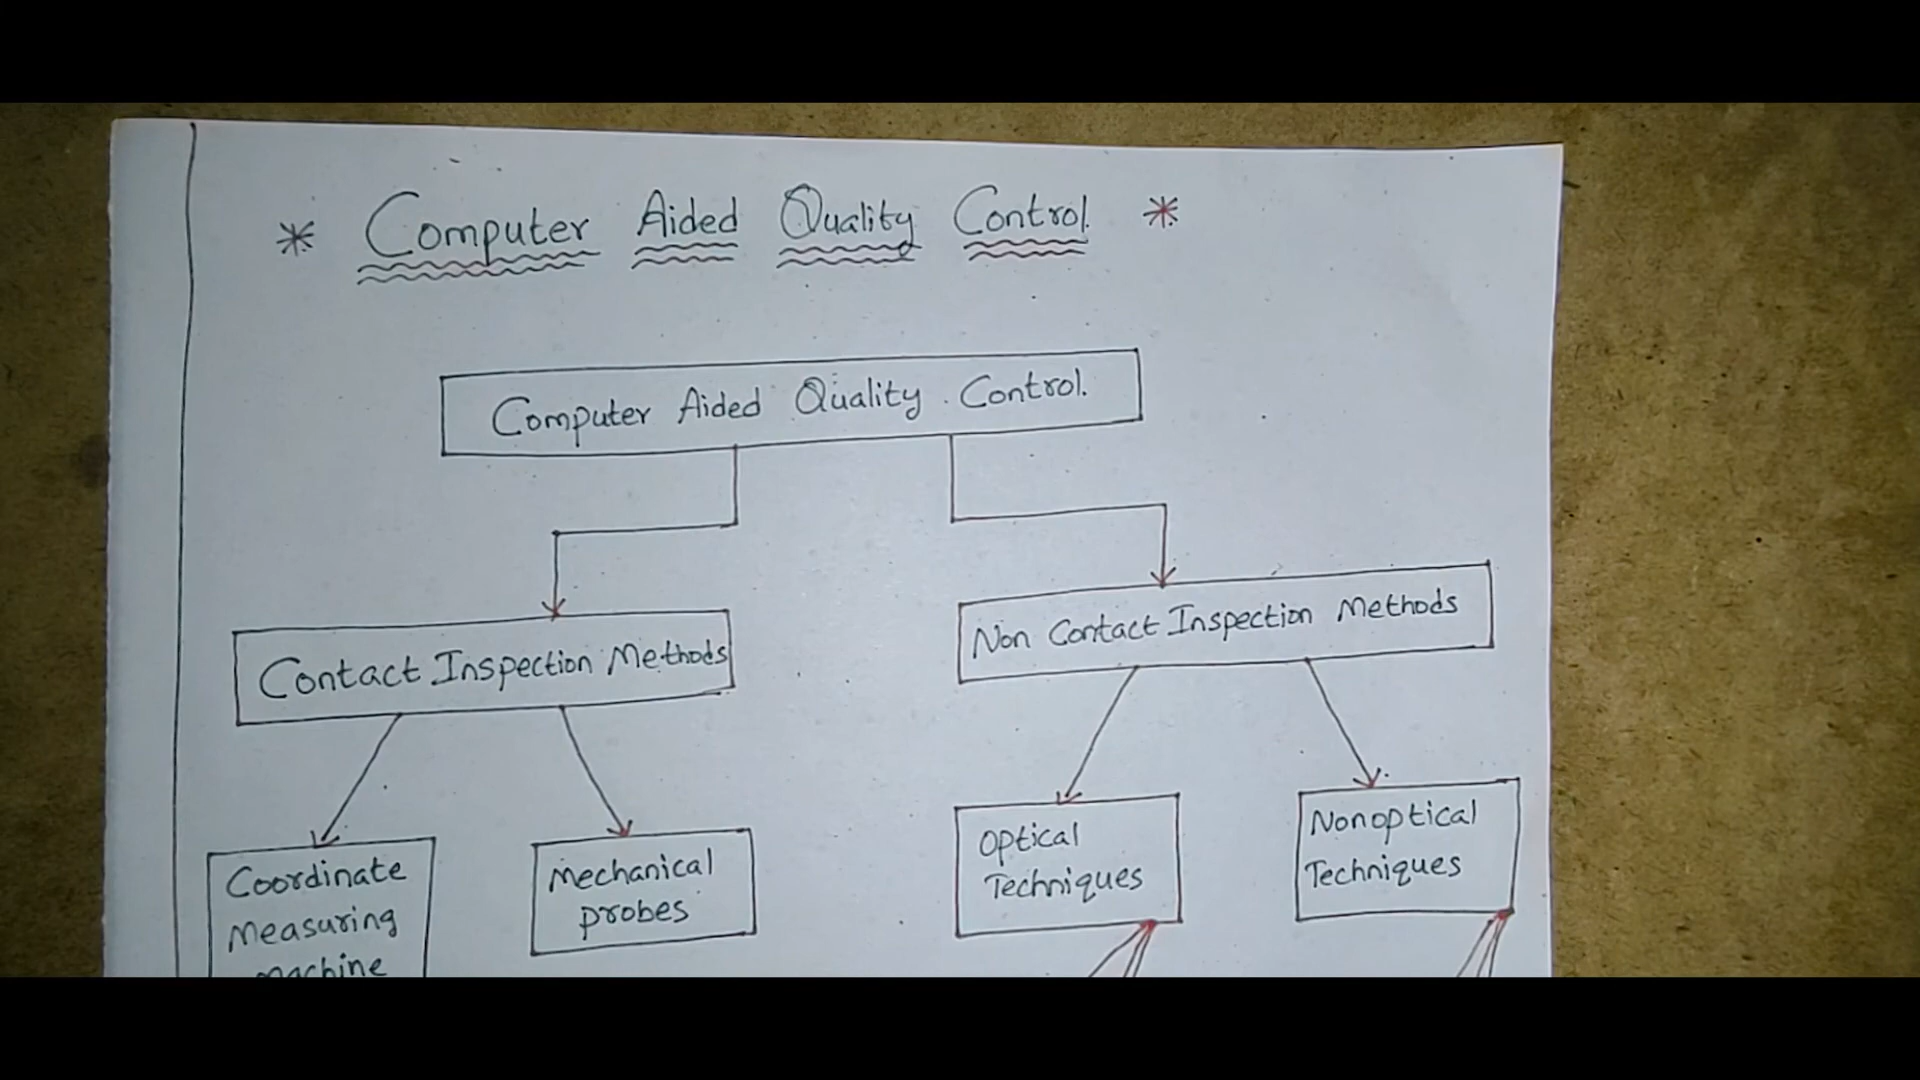 * Computer Aided Quality Control. *
Computer Aided Quality Control.
Contact Inspection Methods
Non Contact Inspection Methods
Coordinate
Measuring
Machine
Mechanical
probes
Optical
Techniques
Nonoptical
Techniques